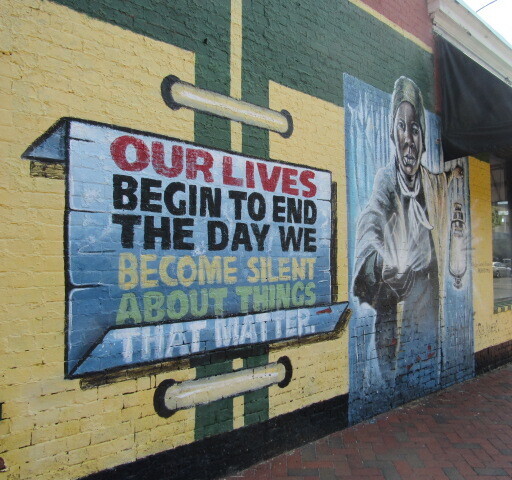 OUR LIVES
BEGIN TO END
THE DAY WE
BECOME SILENT
ABOUT THINGS
THAT MATTER..